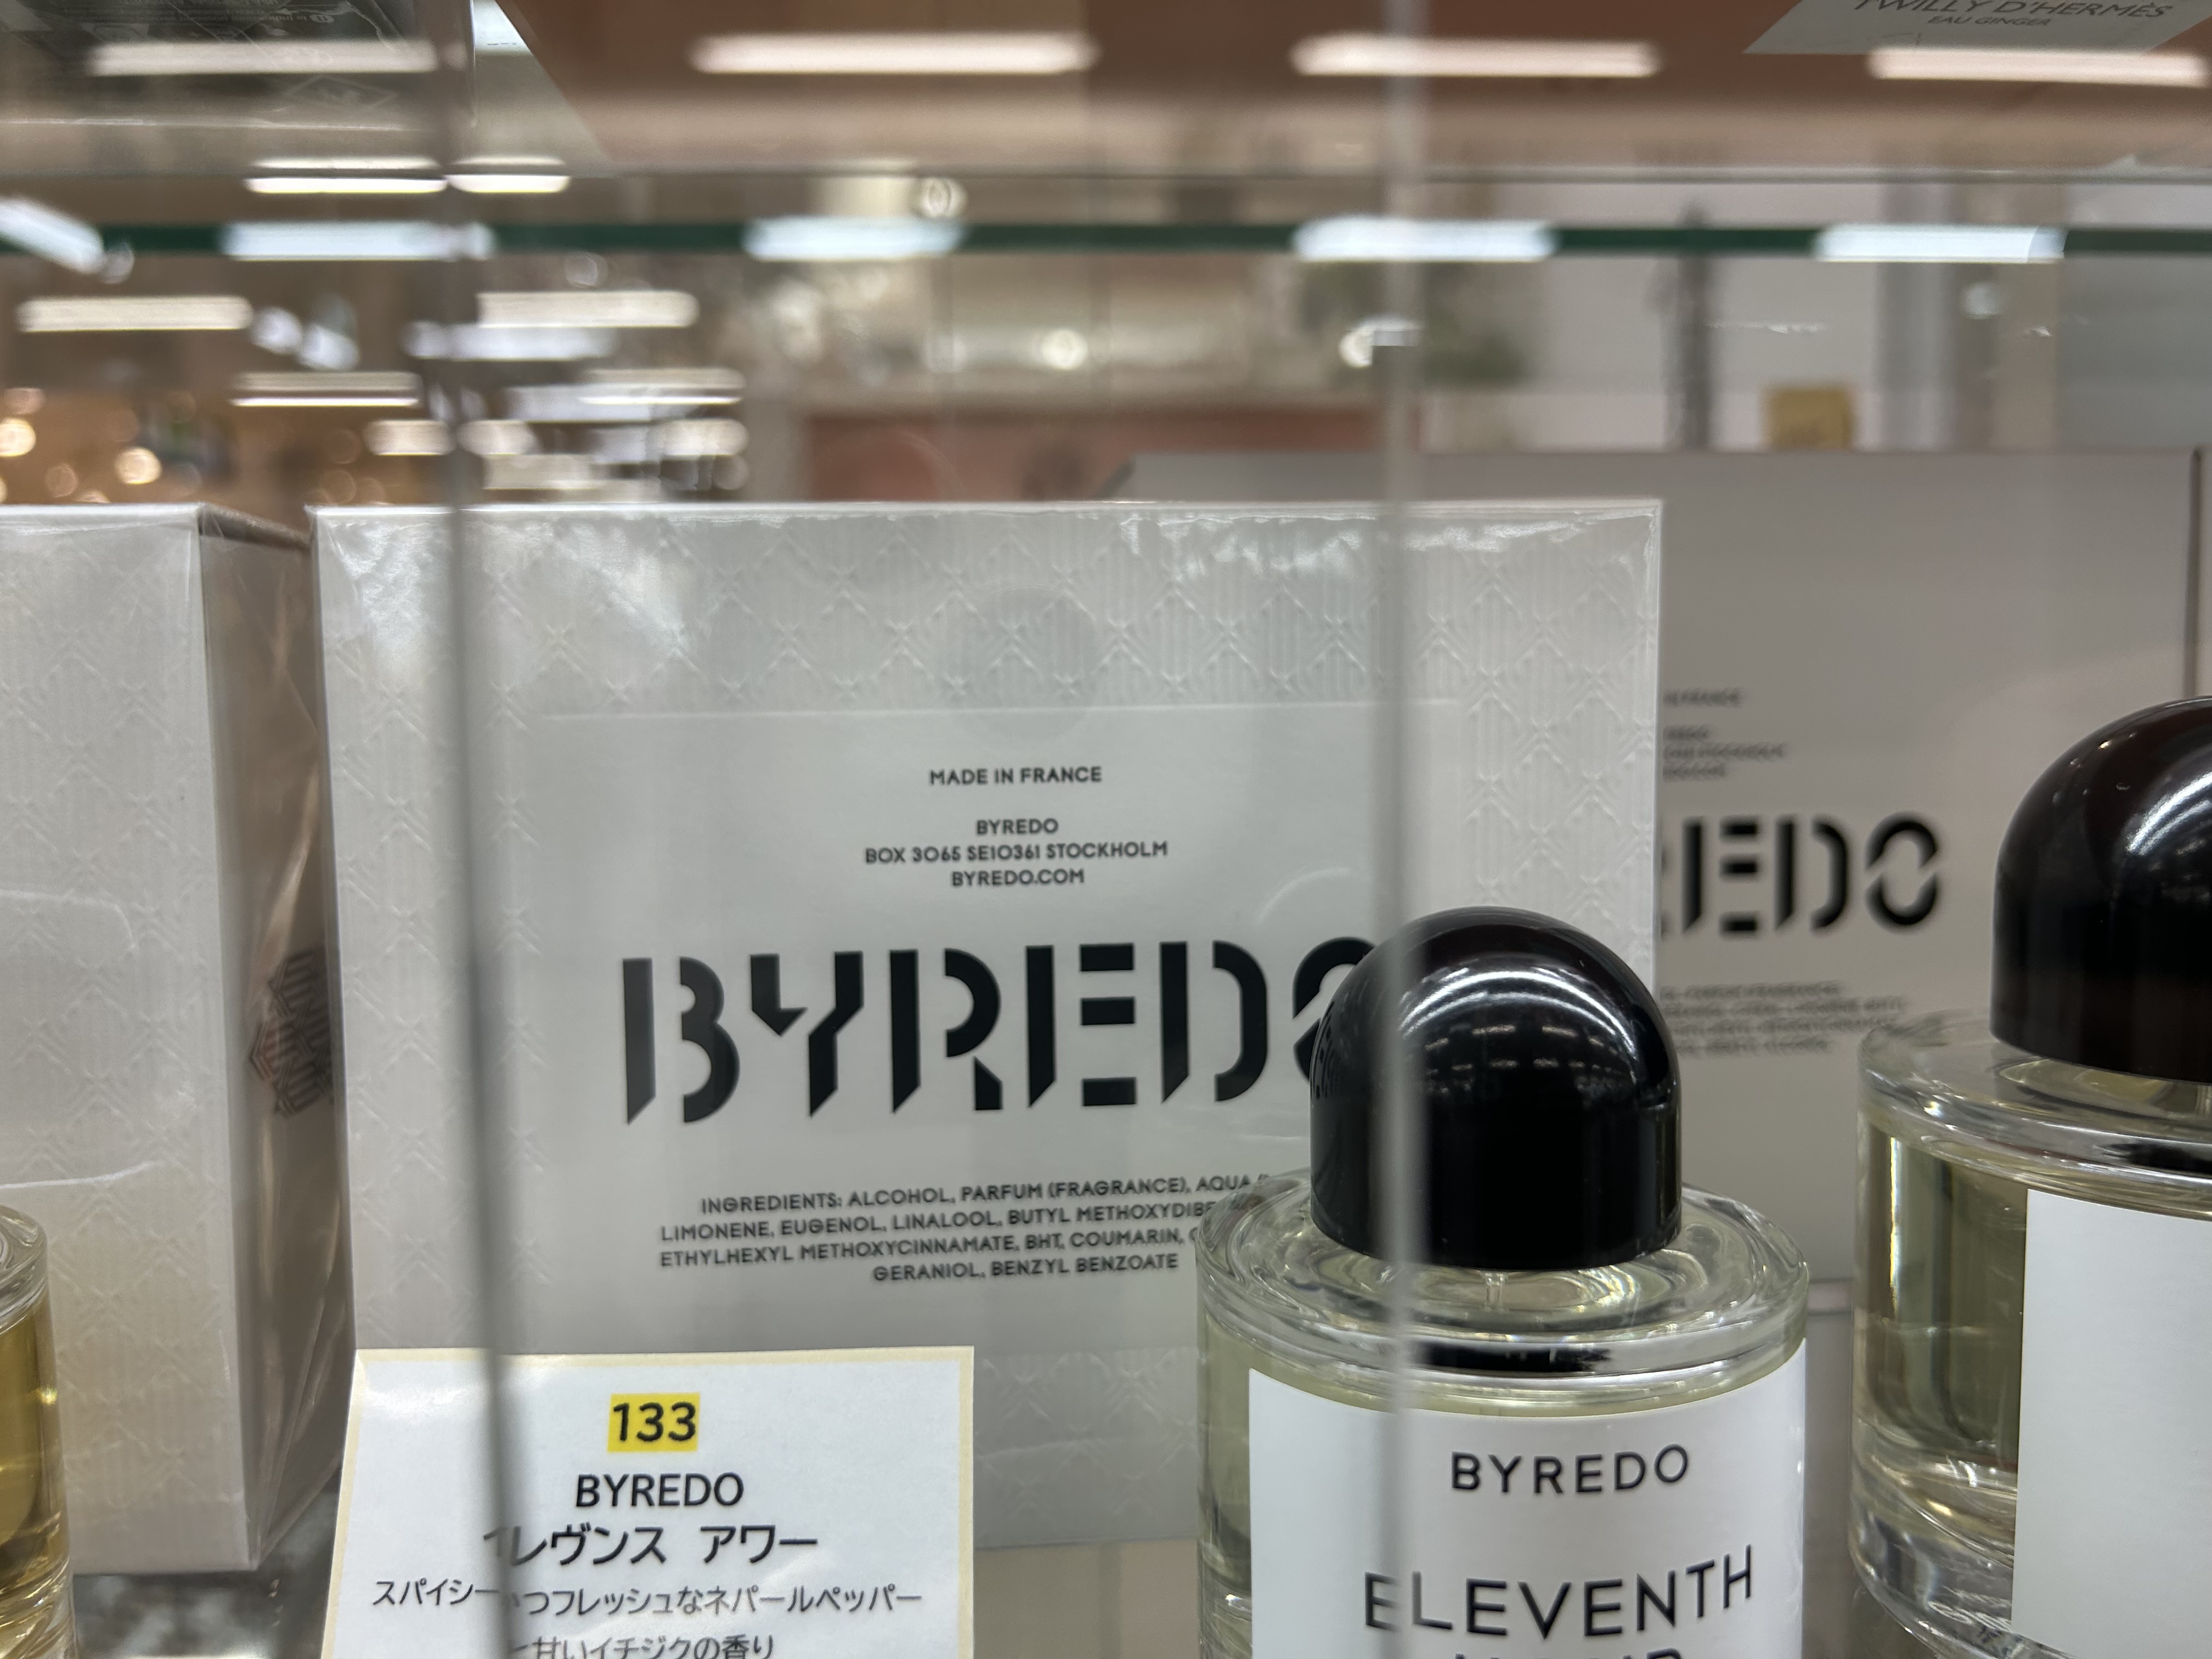 TWILLY D'HERMÈS
EAU GINGER
MADE IN FRANCE
BYREDO
BOX 3065 SE10361 STOCKHOLM
BYREDO.COM
BYREDO
INGREDIENTS: ALCOHOL, PARFUM (FRAGRANCE), AQUA
LIMONENE, EUGENOL, LINALOOL, BUTYL
ETHYLHEXYL METHOXYCINNAMATE, BHT, COUMARIN,
GERANIOL, BENZYL BENZOATE
REDO
133
BYREDO
イレヴンス アワー
スパイシーかつフレッシュなネパールペッパー
と甘いイチジクの香り
BYREDO
ELEVENTH